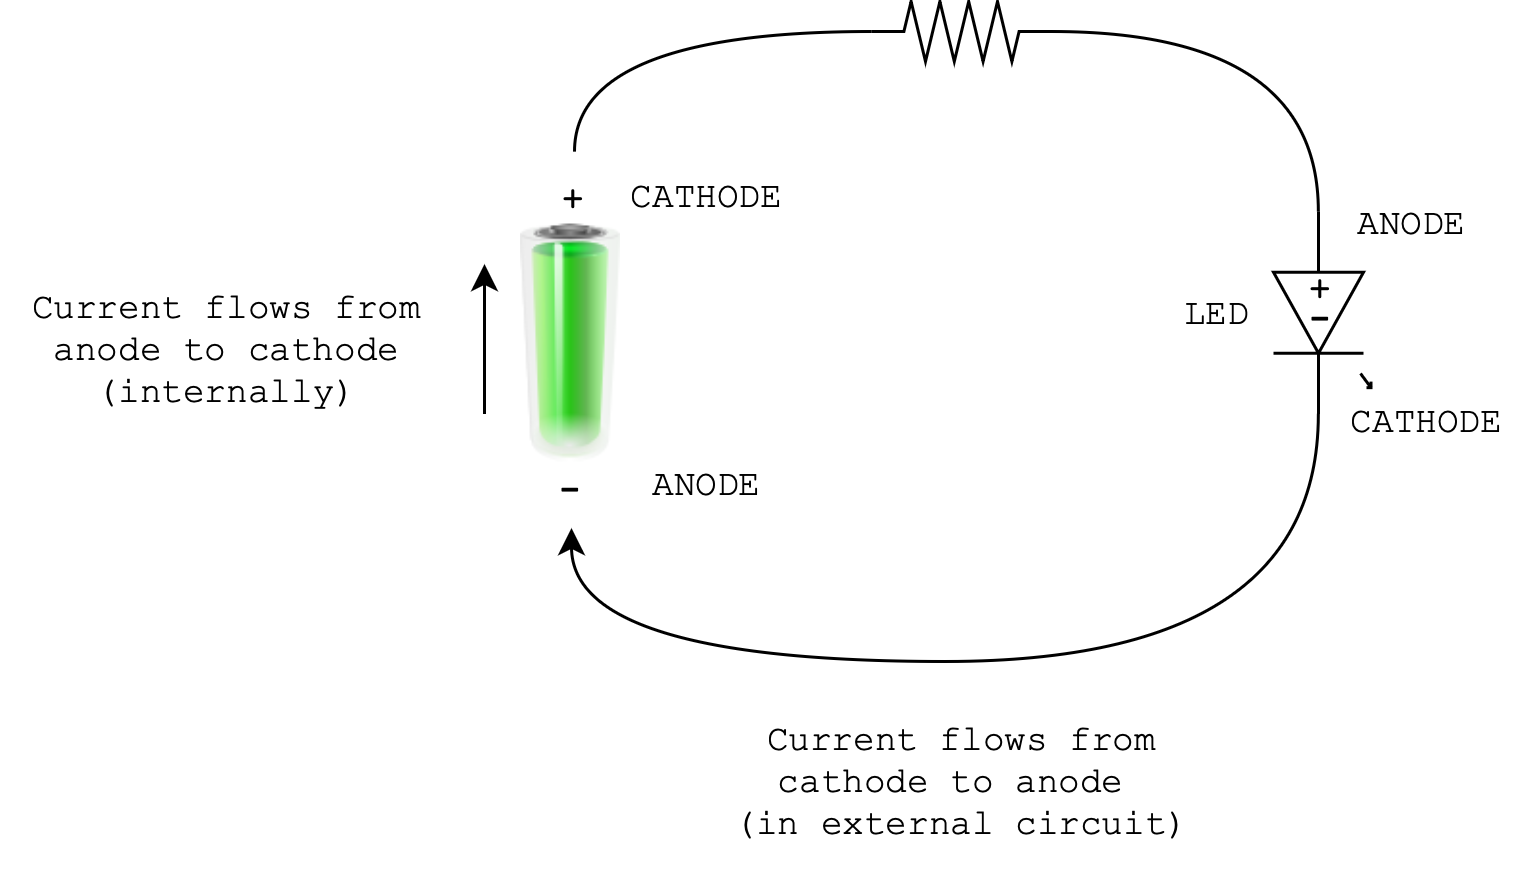 + CATHODE
ANODE
Current flows from
anode to cathode
(internally)
LED
+
-
CATHODE
- ANODE
Current flows from
cathode to anode
(in external circuit)